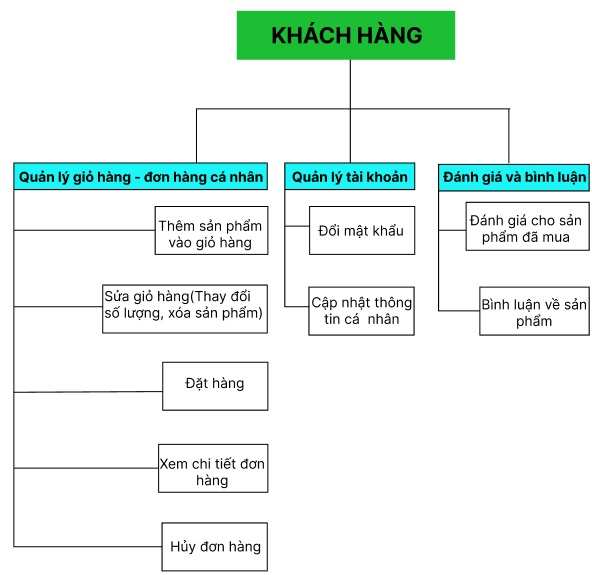 KHÁCH HÀNG
Quản lý giỏ hàng - đơn hàng cá nhân
Thêm sản phẩm
vào giỏ hàng
Sửa giỏ hàng(Thay đổi
số lượng, xóa sản phẩm)
Đặt hàng
Xem chi tiết đơn
hàng
Hủy đơn hàng
Quản lý tài khoản
Đổi mật khẩu
Cập nhật thông
tin cá nhân
Đánh giá và bình luận
Đánh giá cho sản
phẩm đã mua
Bình luận về sản
phẩm